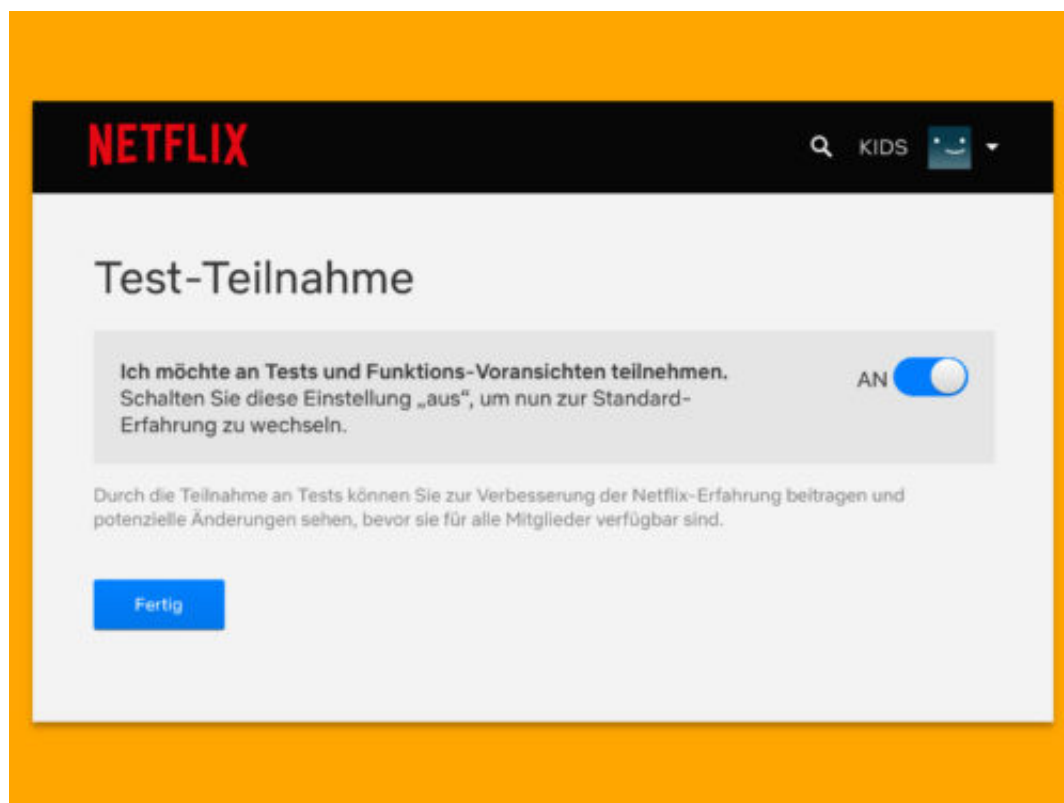 NETFLIX
KIDS
Test-Teilnahme
Ich möchte an Tests und Funktions-Voransichten teilnehmen.
AN
Schalten Sie diese Einstellung „aus“, um nun zur Standard-
Erfahrung zu wechseln.
Durch die Teilnahme an Tests können Sie zur Verbesserung der Netflix-Erfahrung beitragen und
potenzielle Änderungen sehen, bevor sie für alle Mitglieder verfügbar sind.
Fertig